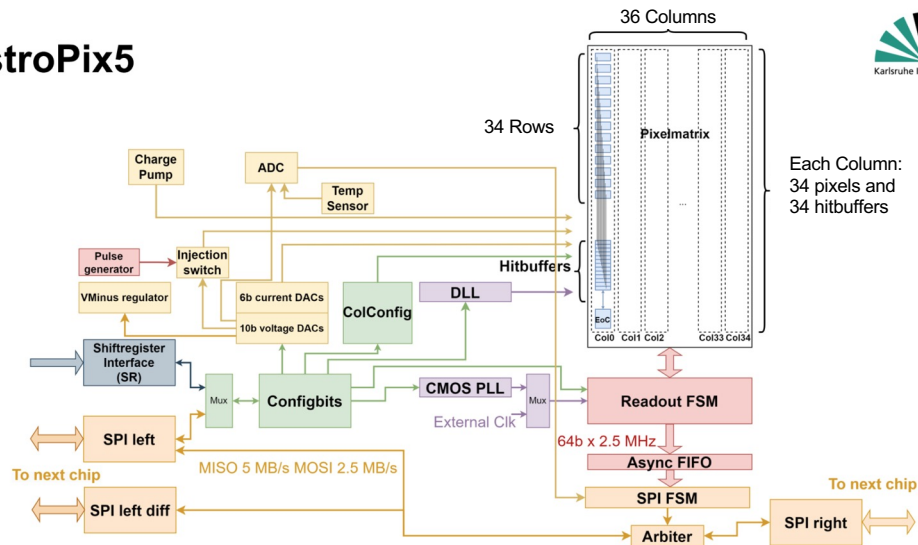 stroPix5
36 Columns
Karlsruhe I
34 Rows
Pixelmatrix
Each Column:
34 pixels and
34 hitbuffers
...
Charge
Pump
ADC
Temp
Sensor
Pulse
generator
Injection
switch
Hitbuffers
VMinus regulator
6b current DACs
10b voltage DACs
ColConfig
DLL
EoC
Col0
Col1
Col2
Col33
Col34
Shiftregister
Interface
(SR)
Mux
Configbits
CMOS PLL
Mux
External Clk
Readout FSM
64b x 2.5 MHz
SPI left
MISO 5 MB/s MOSI 2.5 MB/s
To next chip
Async FIFO
SPI left diff
SPI FSM
Arbiter
SPI right
To next chip